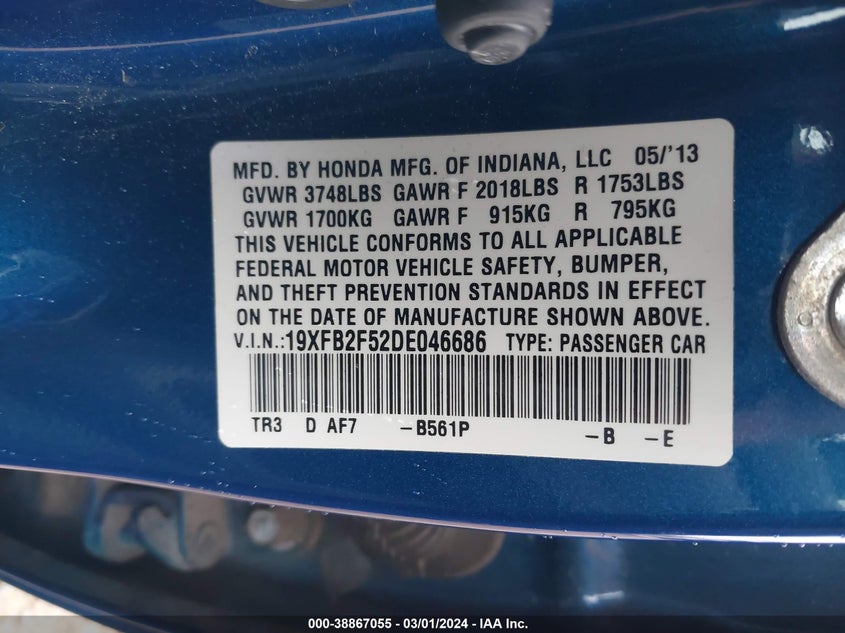 MFD. BY HONDA MFG. OF INDIANA, LLC 05/'13
GVWR 3748LBS GAWR F 2018LBS R 1753LBS
GVWR 1700KG GAWR F 915KG R 795KG
THIS VEHICLE CONFORMS TO ALL APPLICABLE
FEDERAL MOTOR VEHICLE SAFETY, BUMPER,
AND THEFT PREVENTION STANDARDS IN EFFECT
ON THE DATE OF MANUFACTURE SHOWN ABOVE.
V.I.N.:19XFB2F52DE046686 TYPE: PASSENGER CAR
TR3 D AF7 -B561P -B -E
000-38867055 — 03/01/2024 — IAA Inc.